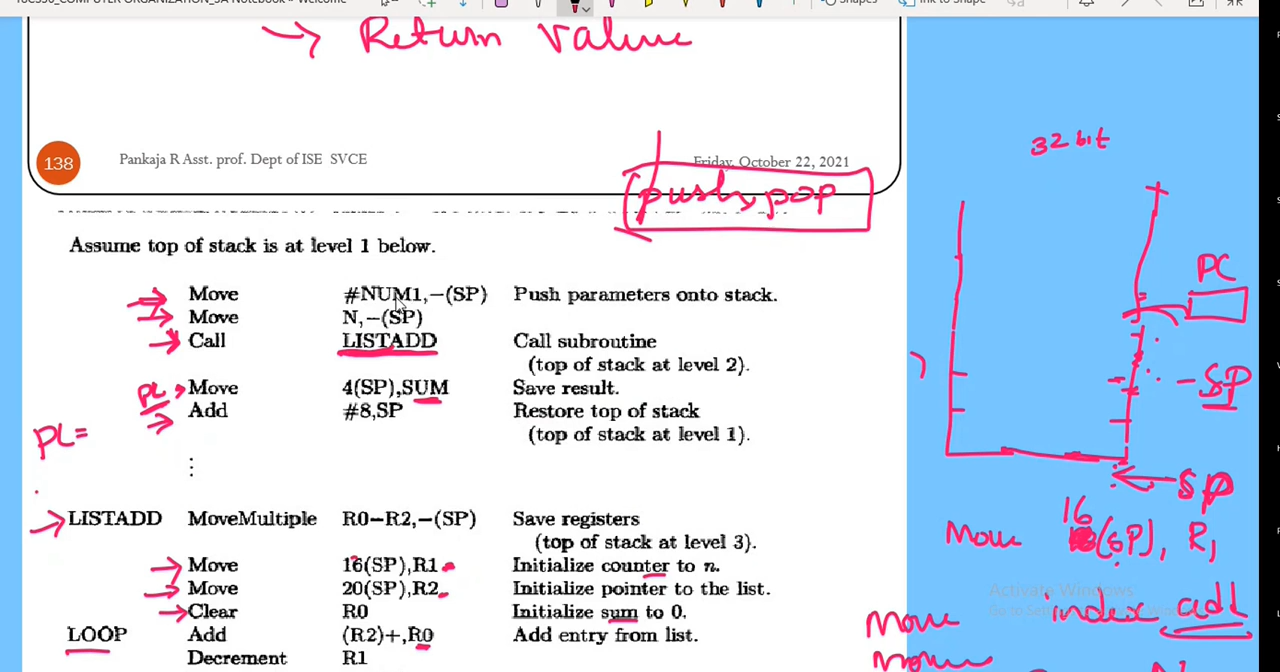 → Return Value
138 Pankaja R Asst. prof. Dept of ISE SVCE Friday, October 22, 2021
push, pop
32 bit
Assume top of stack is at level 1 below.
Move #NUM1,−(SP) Push parameters onto stack.
Move N,−(SP)
Call LISTADD Call subroutine
(top of stack at level 2).
PC Move 4(SP),SUM Save result.
Add #8,SP Restore top of stack
(top of stack at level 1).
PC=
⋮
LISTADD MoveMultiple R0−R2,−(SP) Save registers
(top of stack at level 3).
Move 16(SP),R1 Initialize counter to n.
Move 20(SP),R2 Initialize pointer to the list.
Clear R0 Initialize sum to 0.
LOOP Add (R2)+,R0 Add entry from list.
Decrement R1
PC
SP
SP
Move 16(SP), R1
Activate Windows
index add
Move
Move